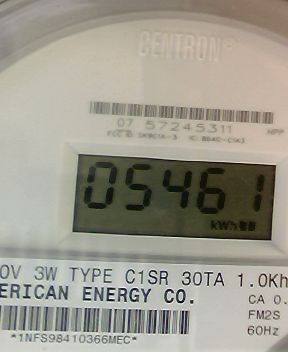 CENTRON®
07 57245311 HPP
05461
kWh
0V 3W TYPE C1SR 30TA 1.0Kh
ERICAN ENERGY CO.
CA 0.
FM2S
60Hz
*1NFS98410366MEC*